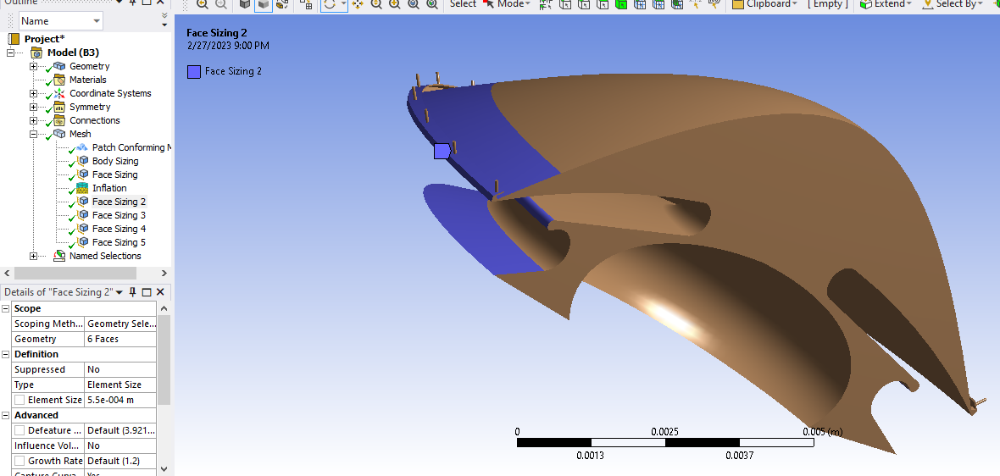 Outline
Select
Mode
Clipboard
[ Empty ]
Extend
Select By
Name
Project*
Model (B3)
Geometry
Materials
Coordinate Systems
Symmetry
Connections
Mesh
Patch Conforming M
Body Sizing
Face Sizing
Inflation
Face Sizing 2
Face Sizing 3
Face Sizing 4
Face Sizing 5
Named Selections
Details of "Face Sizing 2"
Scope
Scoping Meth... Geometry Sele...
Geometry 6 Faces
Definition
Suppressed No
Type Element Size
Element Size 5.5e-004 m
Advanced
Defeature ... Default (3.921...
Influence Vol... No
Growth Rate Default (1.2)
Capture Curva... Yes
Face Sizing 2
2/27/2023 9:00 PM
Face Sizing 2
0 0.0025 0.005 (m)
0.0013 0.0037